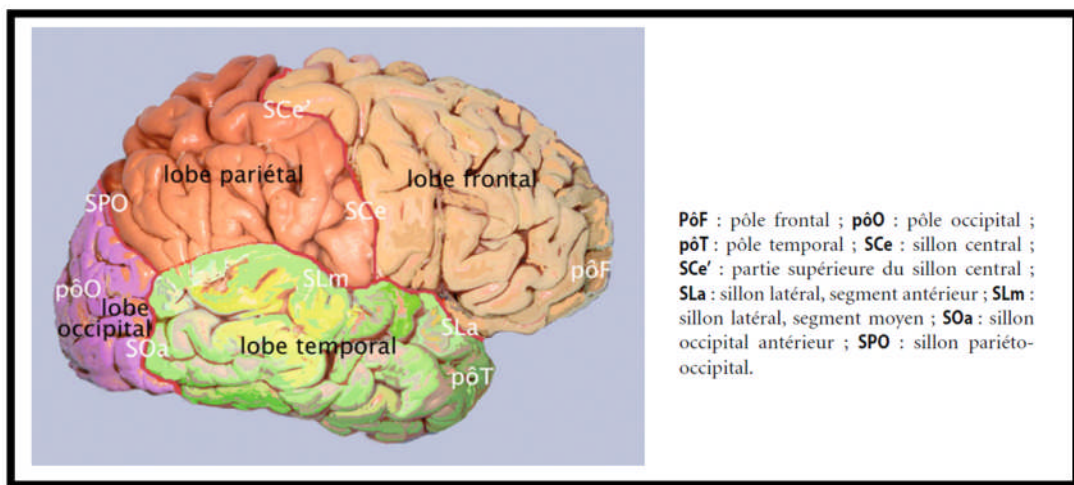 SCe'
lobe pariétal
lobe frontal
SPO
SCe
SLm
pôF
pôO
lobe
occipital
SLa
SOa
lobe temporal
pôT
PôF : pôle frontal ; pôO : pôle occipital ;
pôT : pôle temporal ; SCe : sillon central ;
SCe' : partie supérieure du sillon central ;
SLa : sillon latéral, segment antérieur ; SLm :
sillon latéral, segment moyen ; SOa : sillon
occipital antérieur ; SPO : sillon pariéto-
occipital.